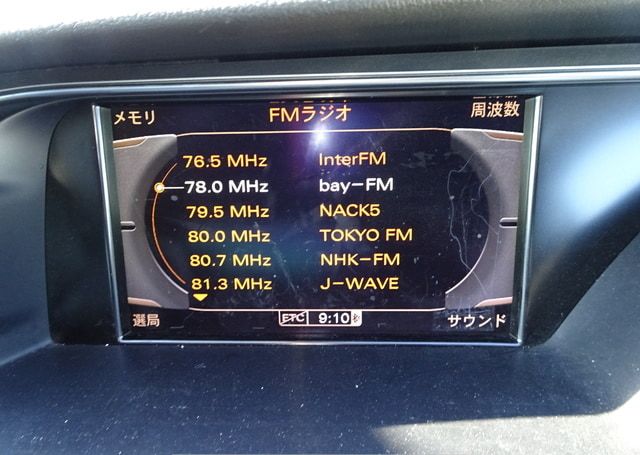 メモリ
FMラジオ
周波数
76.5 MHz InterFM
78.0 MHz bay-FM
79.5 MHz NACK5
80.0 MHz TOKYO FM
80.7 MHz NHK-FM
81.3 MHz J-WAVE
選局
ETC 9:10
サウンド